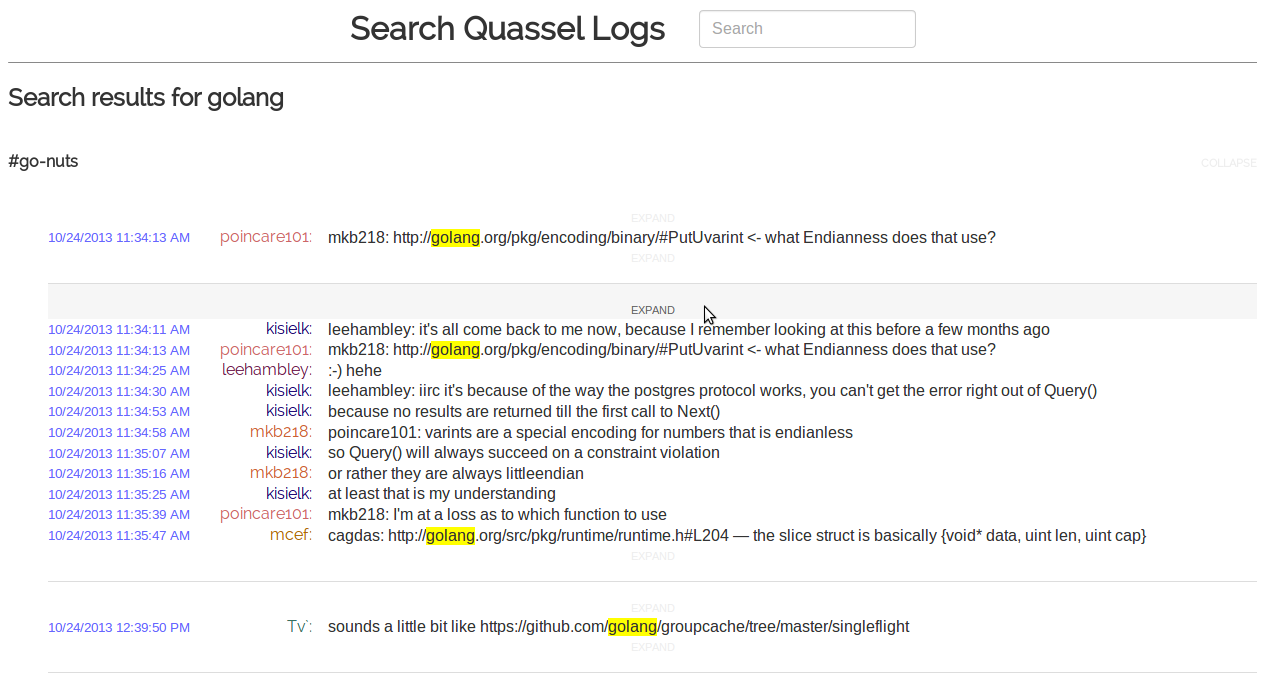 Search Quassel Logs Search
Search results for golang
#go-nuts COLLAPSE
EXPAND
10/24/2013 11:34:13 AM poincare101: mkb218: http://golang.org/pkg/encoding/binary/#PutUvarint <- what Endianness does that use?
EXPAND
EXPAND
10/24/2013 11:34:11 AM kisielk: leehambley: it's all come back to me now, because I remember looking at this before a few months ago
10/24/2013 11:34:13 AM poincare101: mkb218: http://golang.org/pkg/encoding/binary/#PutUvarint <- what Endianness does that use?
10/24/2013 11:34:25 AM leehambley: :-) hehe
10/24/2013 11:34:30 AM kisielk: leehambley: iirc it's because of the way the postgres protocol works, you can't get the error right out of Query()
10/24/2013 11:34:53 AM kisielk: because no results are returned till the first call to Next()
10/24/2013 11:34:58 AM mkb218: poincare101: varints are a special encoding for numbers that is endianless
10/24/2013 11:35:07 AM kisielk: so Query() will always succeed on a constraint violation
10/24/2013 11:35:16 AM mkb218: or rather they are always littleendian
10/24/2013 11:35:25 AM kisielk: at least that is my understanding
10/24/2013 11:35:39 AM poincare101: mkb218: I'm at a loss as to which function to use
10/24/2013 11:35:47 AM mcef: cagdas: http://golang.org/src/pkg/runtime/runtime.h#L204 — the slice struct is basically {void* data, uint len, uint cap}
EXPAND
EXPAND
10/24/2013 12:39:50 PM Tv`: sounds a little bit like https://github.com/golang/groupcache/tree/master/singleflight
EXPAND